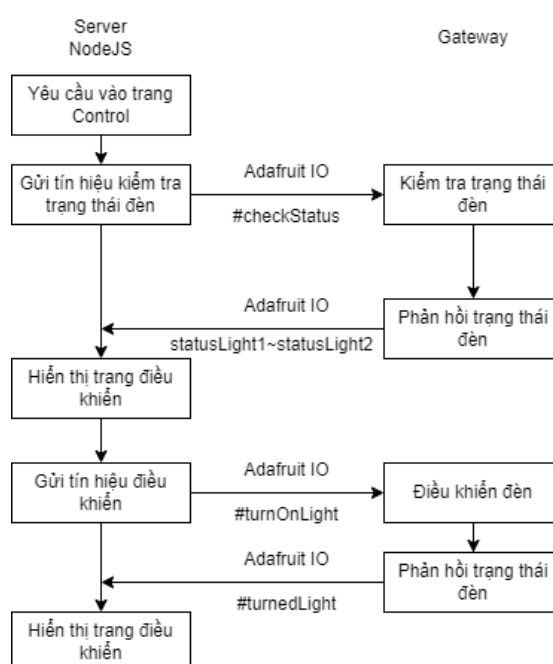 Server
NodeJS
Gateway
Yêu cầu vào trang
Control
Gửi tín hiệu kiểm tra
trạng thái đèn
Adafruit IO
#checkStatus
Kiểm tra trạng thái
đèn
Adafruit IO
statusLight1~statusLight2
Phản hồi trạng thái
đèn
Hiển thị trang điều
khiển
Gửi tín hiệu điều
khiển
Adafruit IO
#turnOnLight
Điều khiển đèn
Adafruit IO
#turnedLight
Phản hồi trạng thái
đèn
Hiển thị trang điều
khiển